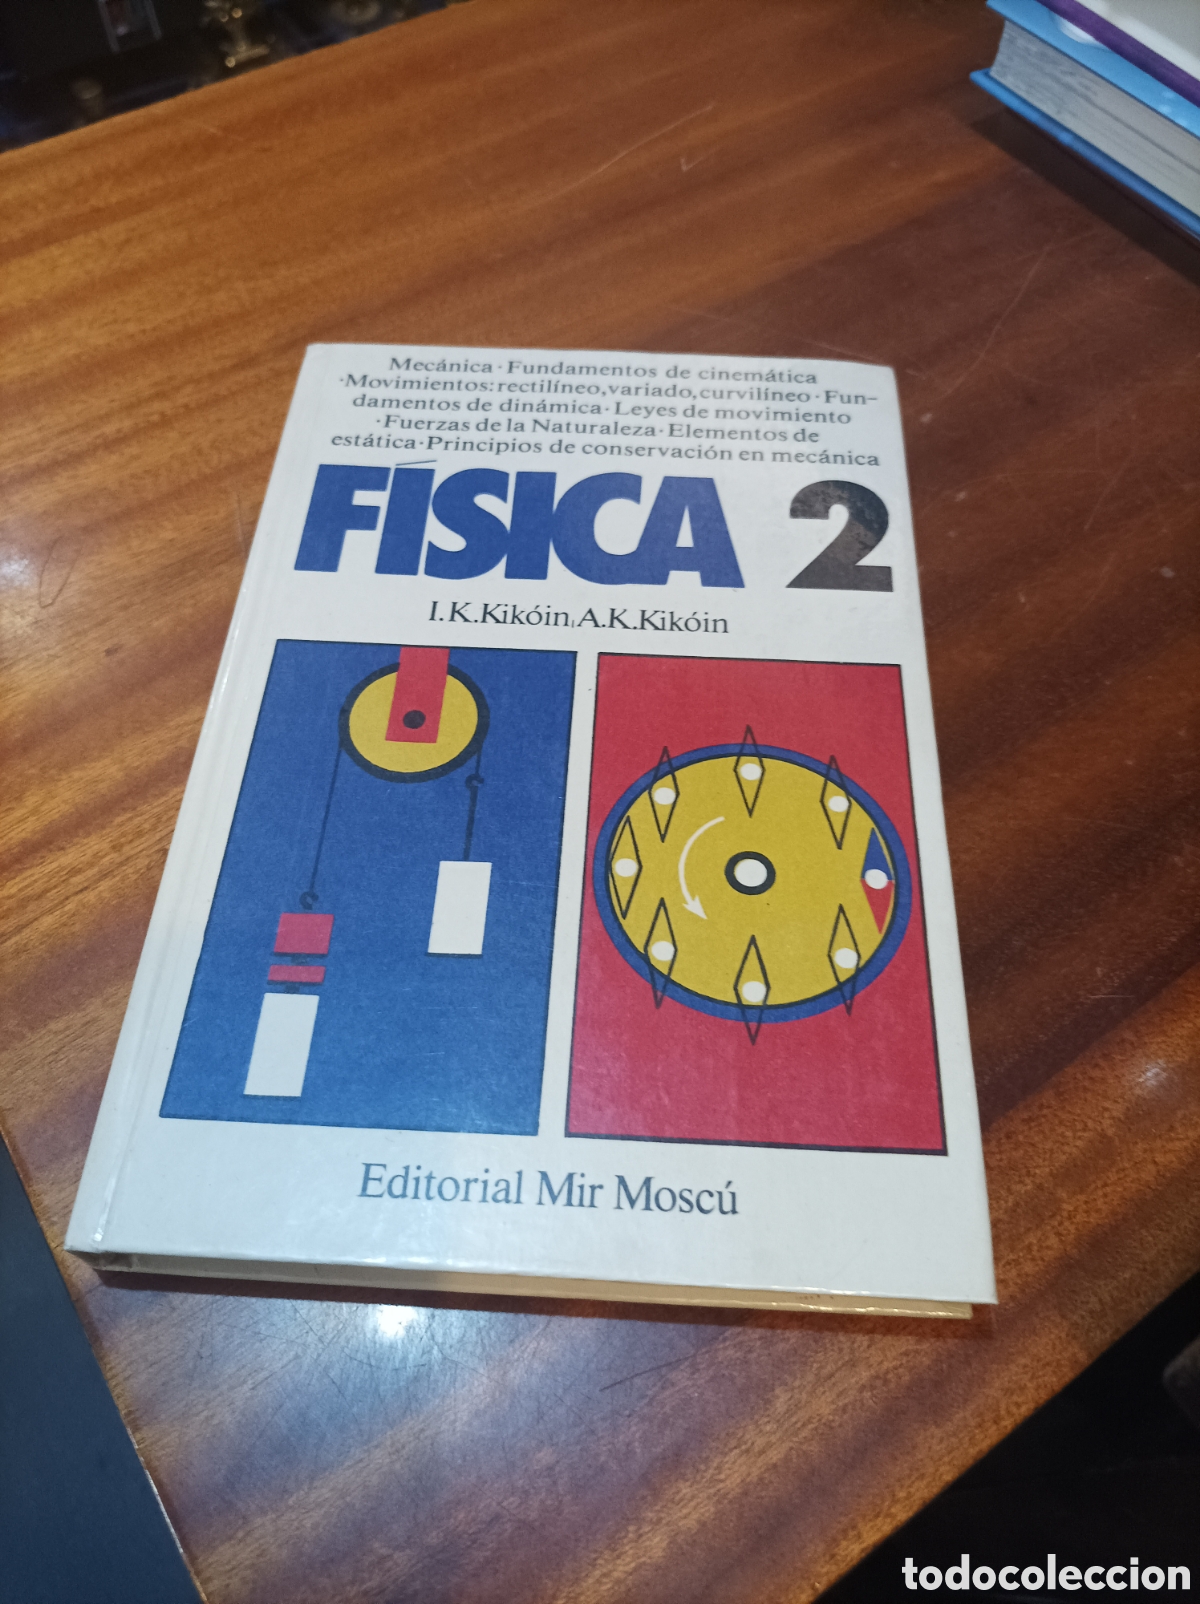 Mecánica·Fundamentos de cinemática
·Movimientos: rectilíneo, variado, curvilíneo·Fun-
damentos de dinámica·Leyes de movimiento
·Fuerzas de la Naturaleza·Elementos de
estática·Principios de conservación en mecánica
FÍSICA 2
I.K.Kikóin, A.K.Kikóin
Editorial Mir Moscú
todocoleccion